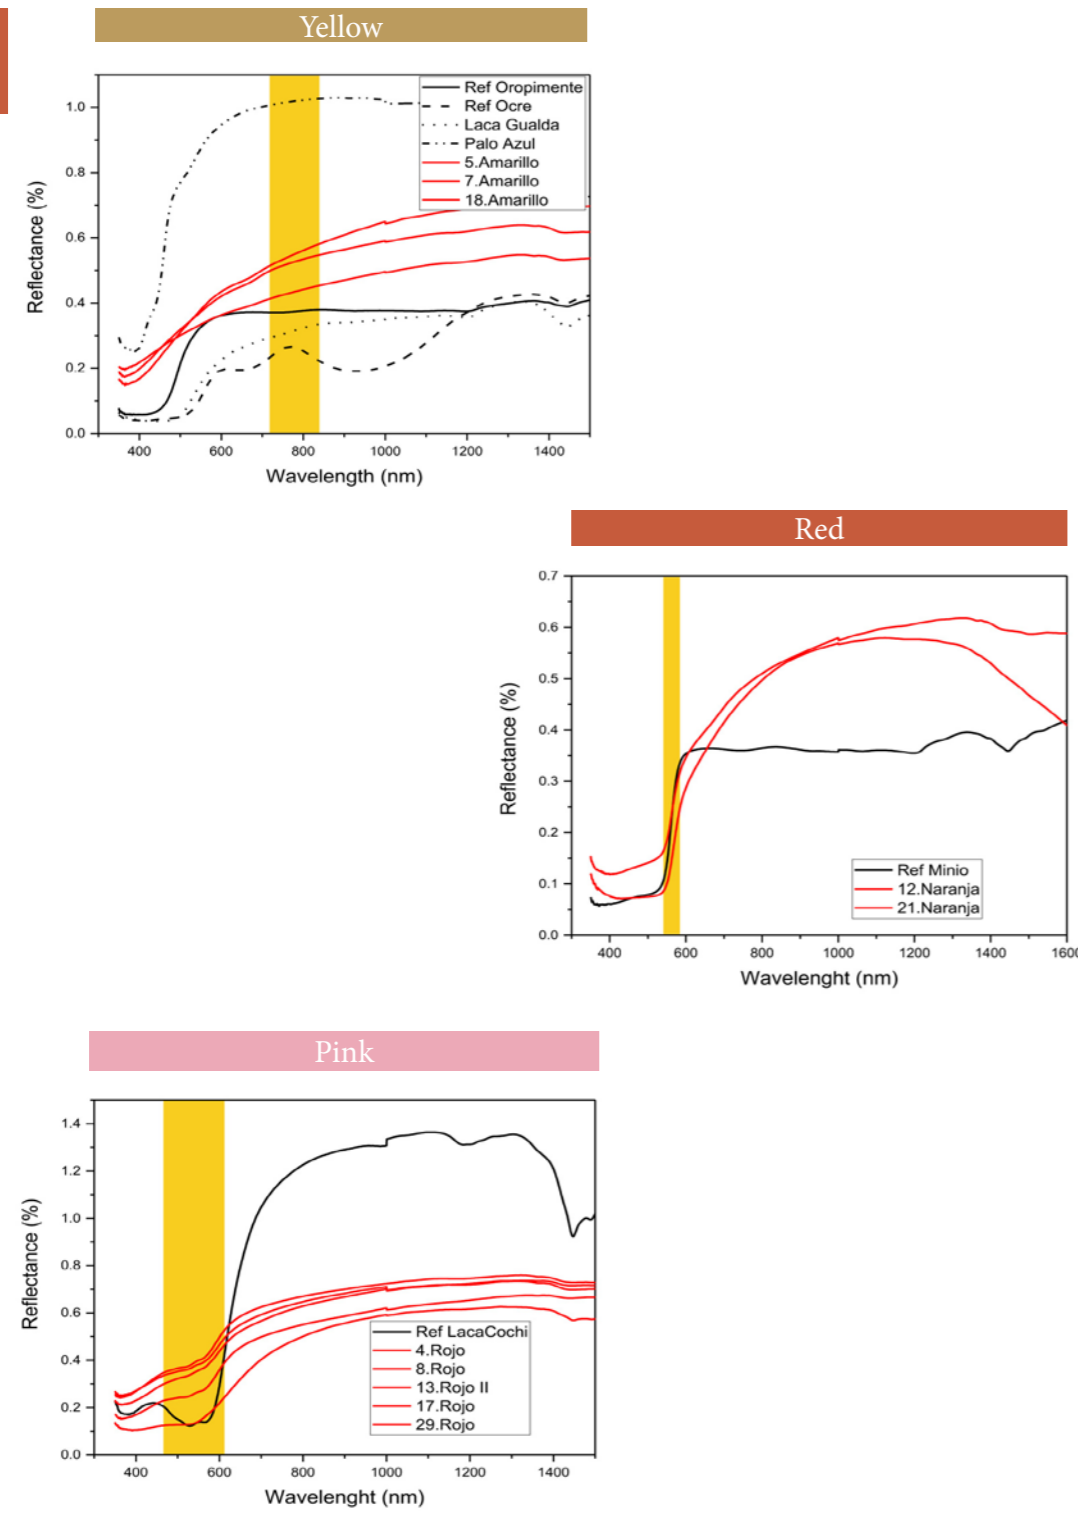 Yellow
1.0
0.8
0.6
0.4
0.2
0.0
Reflectance (%)
Ref Oropimente
Ref Ocre
Laca Gualda
Palo Azul
5.Amarillo
7.Amarillo
18.Amarillo
400 600 800 1000 1200 1400
Wavelength (nm)
Red
0.7
0.6
0.5
0.4
0.3
0.2
0.1
0.0
Reflectance (%)
Ref Minio
12.Naranja
21.Naranja
400 600 800 1000 1200 1400 1600
Wavelenght (nm)
Pink
1.4
1.2
1.0
0.8
0.6
0.4
0.2
0.0
Reflectance (%)
Ref LacaCochi
4.Rojo
8.Rojo
13.Rojo II
17.Rojo
29.Rojo
400 600 800 1000 1200 1400
Wavelenght (nm)